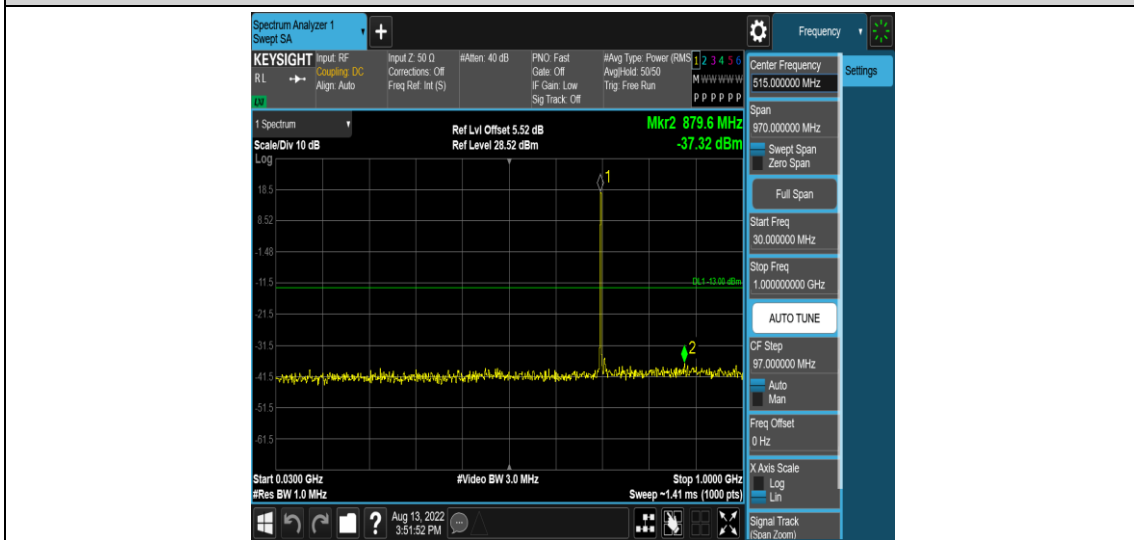 Spectrum Analyzer 1
Swept SA
+
Frequency
KEYSIGHT
RL
LXI
Input: RF
Coupling: DC
Align: Auto
Input Z: 50 Ω
Corrections: Off
Freq Ref: Int (S)
#Atten: 40 dB
PNO: Fast
Gate: Off
IF Gain: Low
Sig Track: Off
#Avg Type: Power (RMS
Avg|Hold: 50/50
Trig: Free Run
1 2 3 4 5 6
M W W W W W
P P P P P P
Center Frequency
515.000000 MHz
Settings
1 Spectrum
Scale/Div 10 dB
Ref Lvl Offset 5.52 dB
Ref Level 28.52 dBm
Mkr2 879.6 MHz
-37.32 dBm
Log
18.5
8.52
-1.48
-11.5
-21.5
-31.5
-41.5
-51.5
-61.5
1
DL1 -13.00 dBm
2
Start 0.0300 GHz
#Res BW 1.0 MHz
#Video BW 3.0 MHz
Stop 1.0000 GHz
Sweep ~1.41 ms (1000 pts)
Span
970.000000 MHz
Swept Span
Zero Span
Full Span
Start Freq
30.000000 MHz
Stop Freq
1.000000000 GHz
AUTO TUNE
CF Step
97.000000 MHz
Auto
Man
Freq Offset
0 Hz
X Axis Scale
Log
Lin
Signal Track
(Span Zoom)
?
Aug 13, 2022
3:51:52 PM